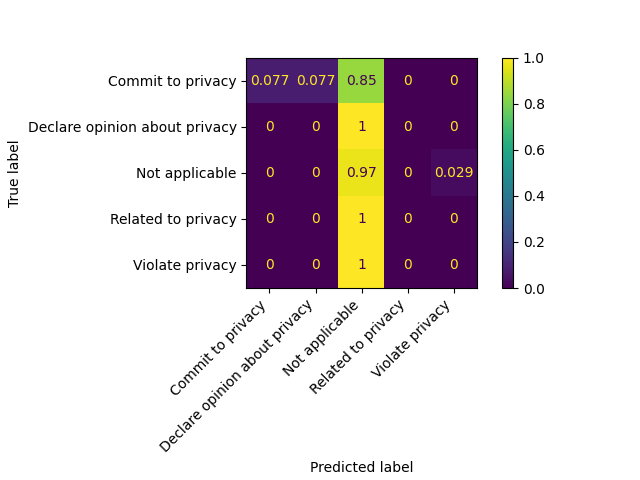 Commit to privacy 0.077 0.077 0.85 0 0
Declare opinion about privacy 0 0 1 0 0
Not applicable 0 0 0.97 0 0.029
Related to privacy 0 0 1 0 0
Violate privacy 0 0 1 0 0
True label
Commit to privacy
Declare opinion about privacy
Not applicable
Related to privacy
Violate privacy
Predicted label
1.0
0.8
0.6
0.4
0.2
0.0